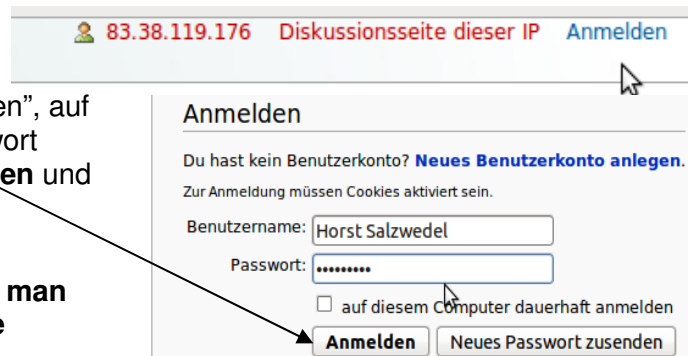 83.38.119.176 Diskussionsseite dieser IP Anmelden
en”, auf
wort
en und
man
e
Anmelden
Du hast kein Benutzerkonto? Neues Benutzerkonto anlegen.
Zur Anmeldung müssen Cookies aktiviert sein.
Benutzername: Horst Salzwedel
Passwort: •••••••••
auf diesem Computer dauerhaft anmelden
Anmelden Neues Passwort zusenden